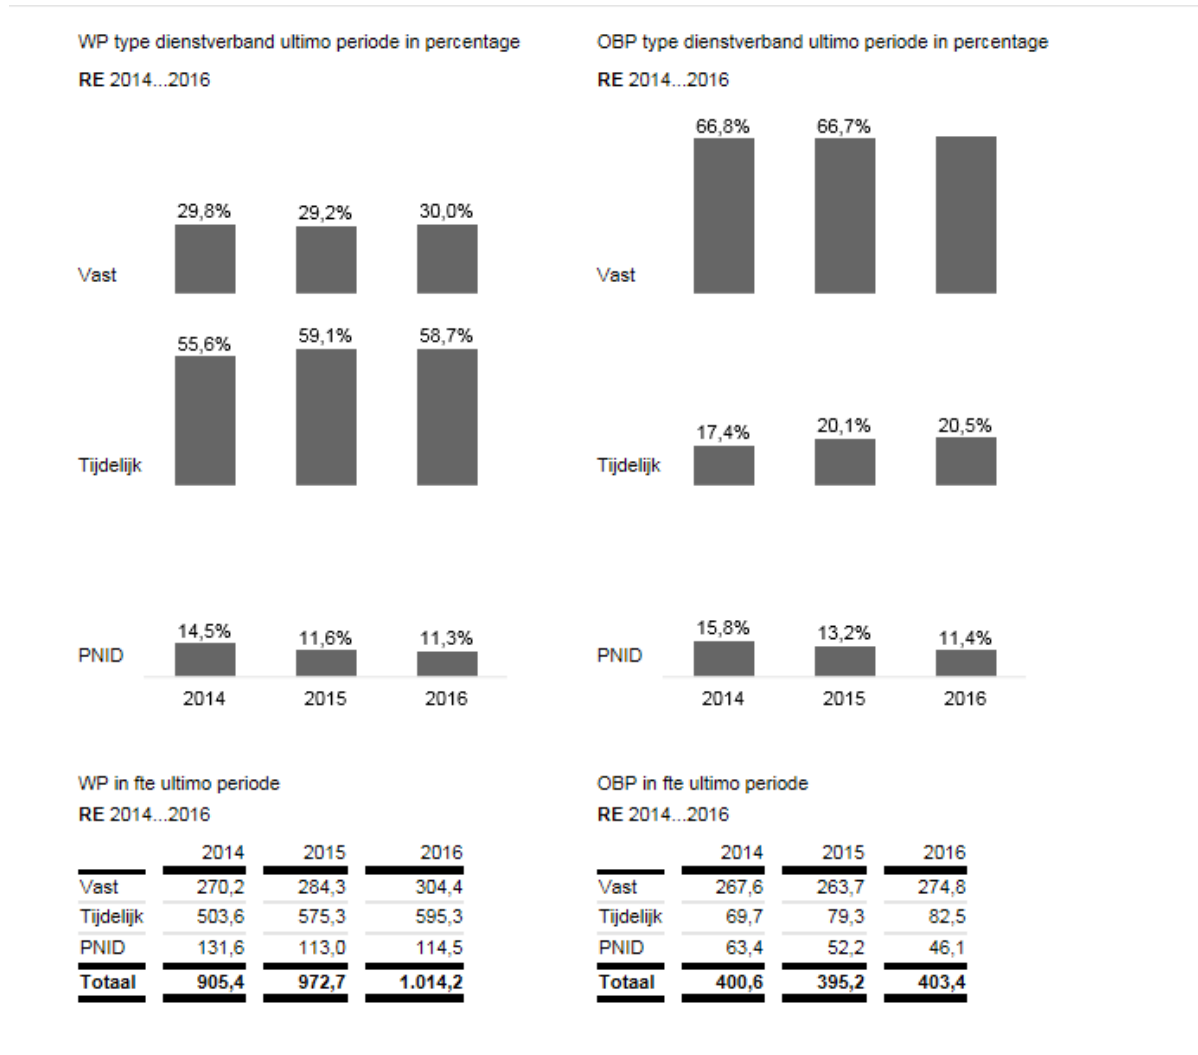 WP type dienstverband ultimo periode in percentage
RE 2014...2016
29,8% 29,2% 30,0%
Vast
55,6% 59,1% 58,7%
Tijdelijk
14,5% 11,6% 11,3%
PNID
2014 2015 2016
OBP type dienstverband ultimo periode in percentage
RE 2014...2016
66,8% 66,7%
Vast
17,4% 20,1% 20,5%
Tijdelijk
15,8% 13,2% 11,4%
PNID
2014 2015 2016
WP in fte ultimo periode
RE 2014...2016
2014 2015 2016
Vast 270,2 284,3 304,4
Tijdelijk 503,6 575,3 595,3
PNID 131,6 113,0 114,5
Totaal 905,4 972,7 1.014,2
OBP in fte ultimo periode
RE 2014...2016
2014 2015 2016
Vast 267,6 263,7 274,8
Tijdelijk 69,7 79,3 82,5
PNID 63,4 52,2 46,1
Totaal 400,6 395,2 403,4